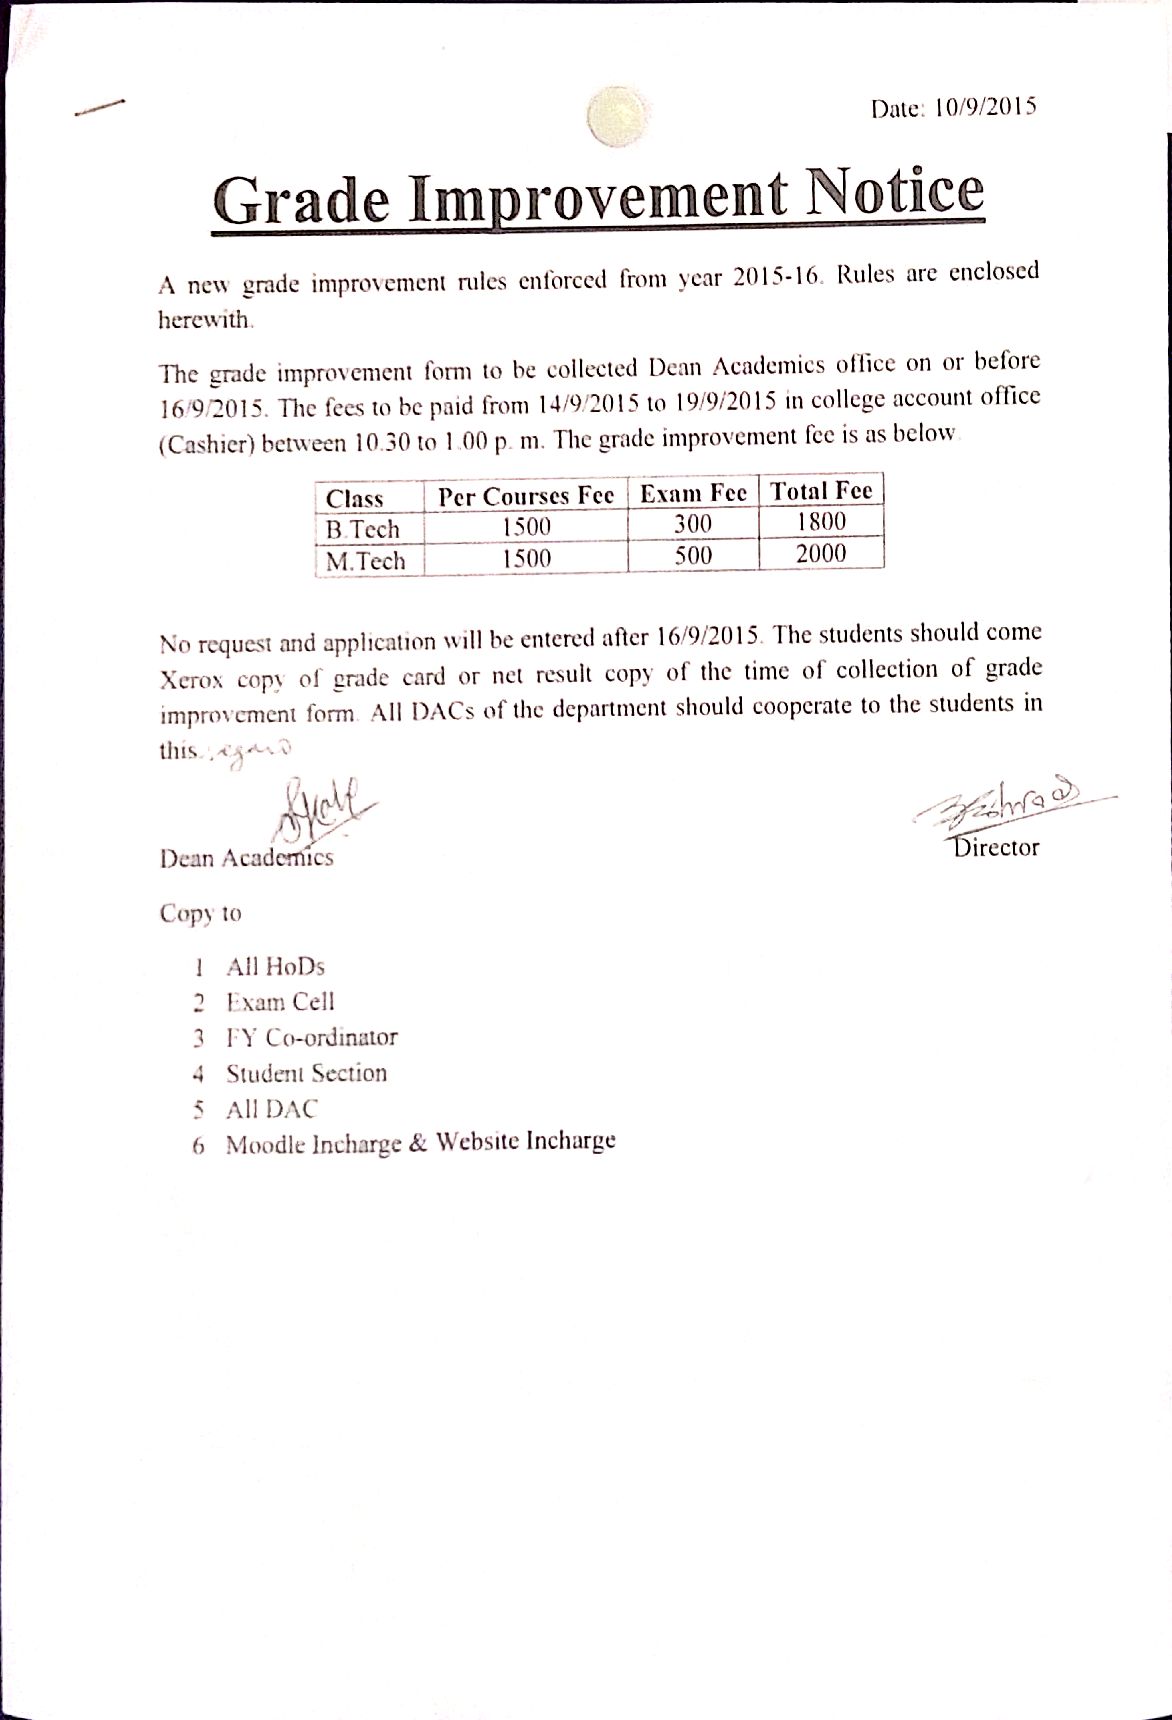 Date: 10/9/2015
Grade Improvement Notice
A new grade improvement rules enforced from year 2015-16. Rules are enclosed
herewith.
The grade improvement form to be collected Dean Academics office on or before
16/9/2015. The fees to be paid from 14/9/2015 to 19/9/2015 in college account office
(Cashier) between 10.30 to 1.00 p. m. The grade improvement fee is as below.
Class Per Courses Fee Exam Fee Total Fee
B.Tech 1500 300 1800
M.Tech 1500 500 2000
No request and application will be entered after 16/9/2015. The students should come
Xerox copy of grade card or net result copy of the time of collection of grade
improvement form. All DACs of the department should cooperate to the students in
this regard
Dean Academics
Director
Copy to
1 All HoDs
2 Exam Cell
3 FY Co-ordinator
4 Student Section
5 All DAC
6 Moodle Incharge & Website Incharge